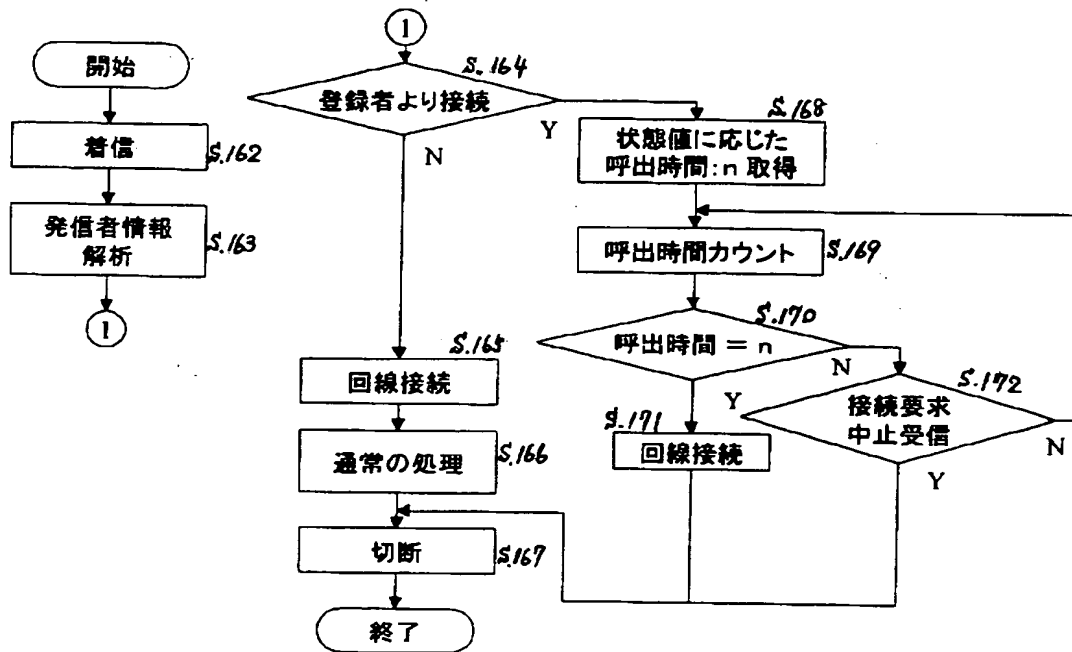 開始
着信
S.162
発信者情報
解析
S.163
1
1
S.164
登録者より接続
Y
N
S.165
回線接続
通常の処理
S.166
切断
S.167
終了
S.168
状態値に応じた
呼出時間:n 取得
呼出時間カウント
S.169
S.170
呼出時間 = n
N
Y
S.171
回線接続
S.172
接続要求
中止受信
N
Y